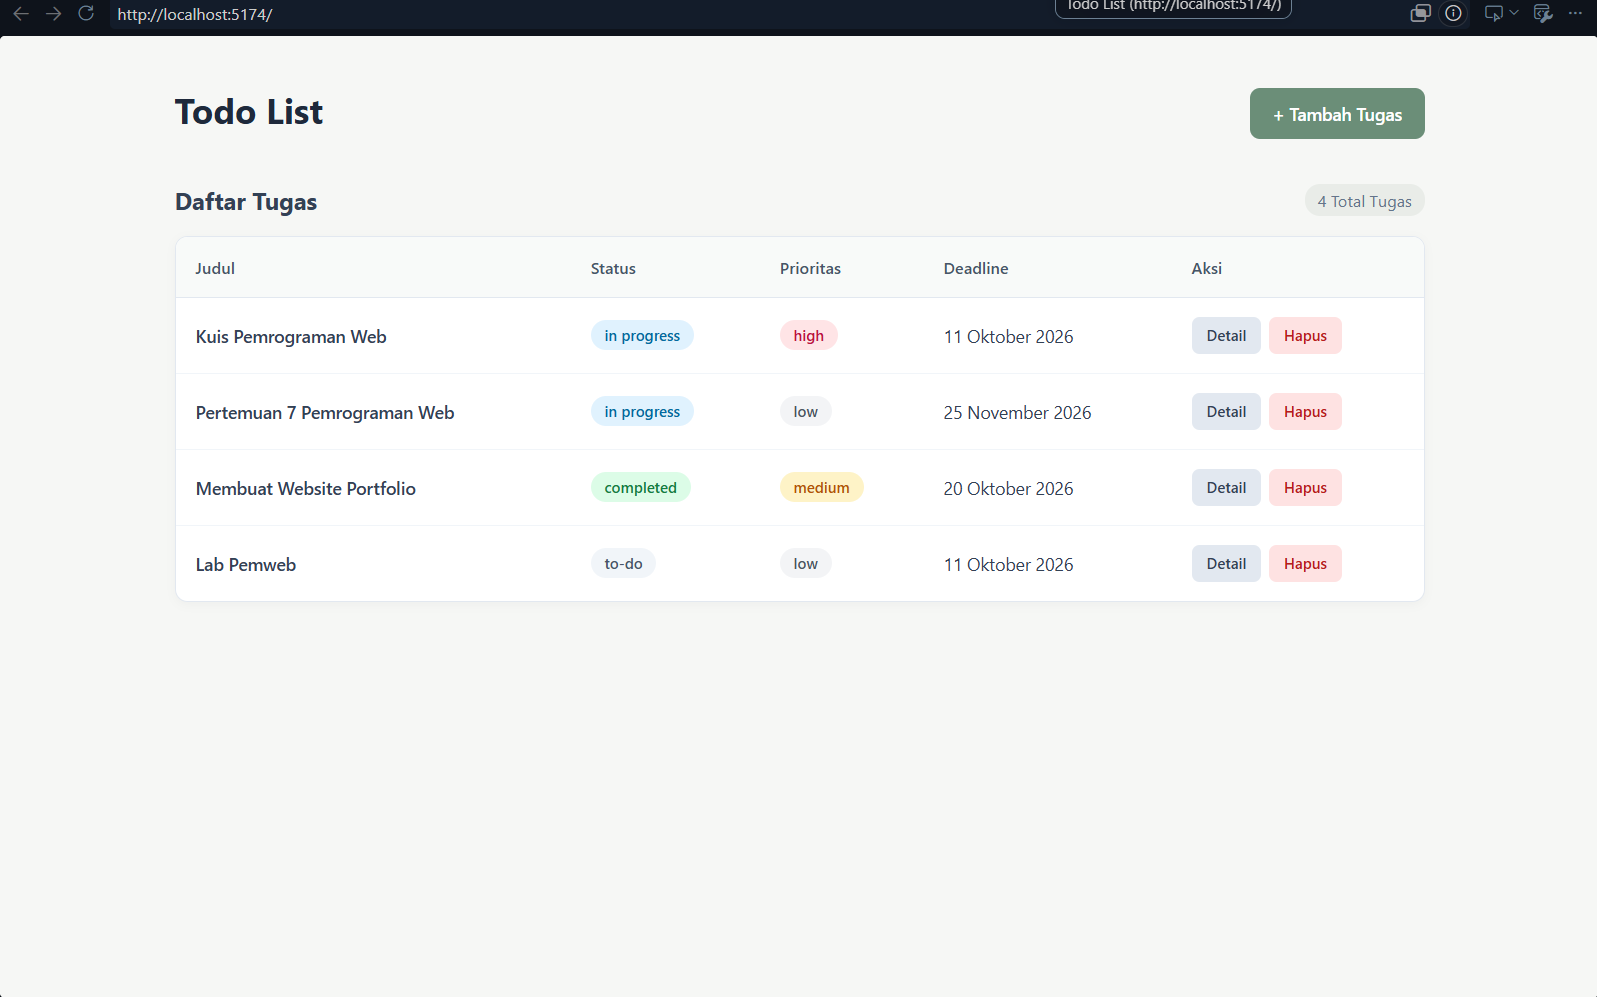 http://localhost:5174/
Todo List (http://localhost:5174/)
Todo List
+ Tambah Tugas
Daftar Tugas
4 Total Tugas
Judul Status Prioritas Deadline Aksi
Kuis Pemrograman Web in progress high 11 Oktober 2026 Detail Hapus
Pertemuan 7 Pemrograman Web in progress low 25 November 2026 Detail Hapus
Membuat Website Portfolio completed medium 20 Oktober 2026 Detail Hapus
Lab Pemweb to-do low 11 Oktober 2026 Detail Hapus